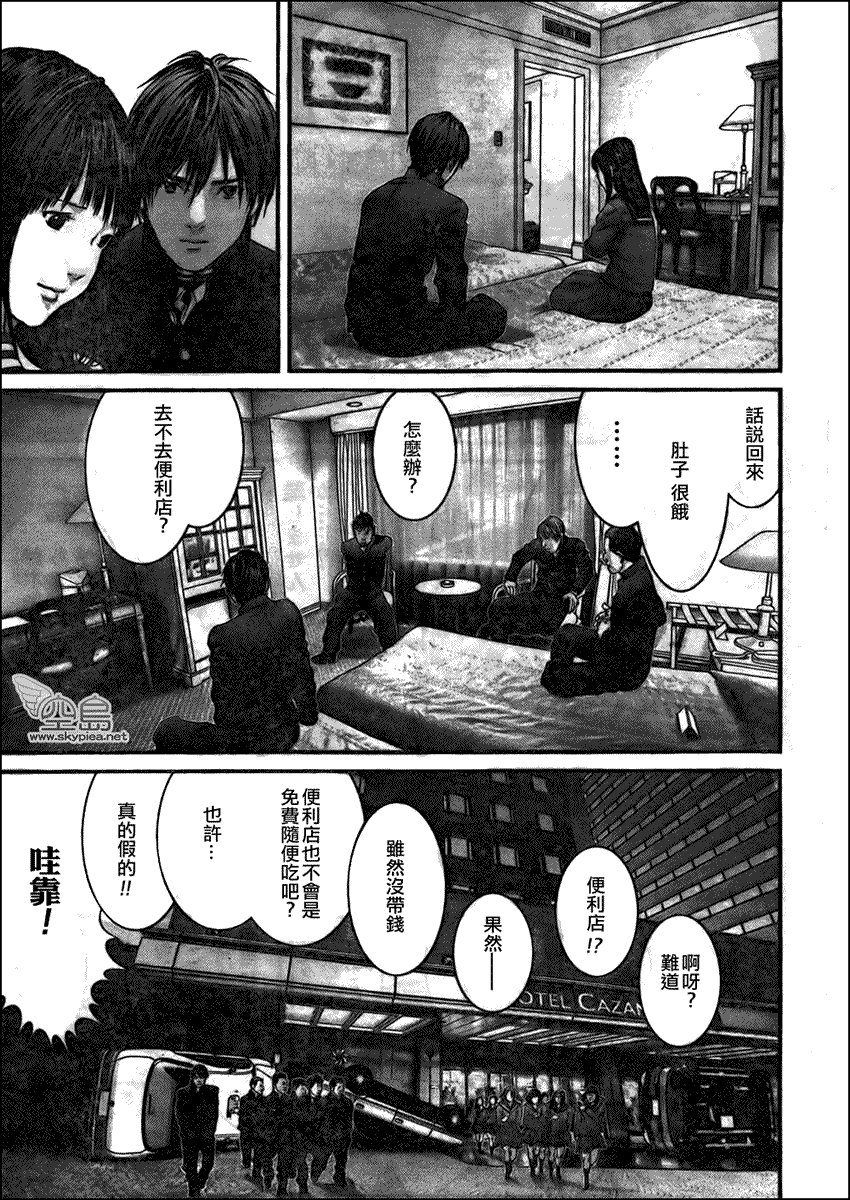 話説回來
肚子 很餓
……
怎麼辦？
去不去便利店？
啊呀？
難道
便利店!?
果然──
雖然沒帶錢
便利店也不會是
免費隨便吃吧？
也許…
真的假的!!
哇靠！
HOTEL CAZAN
空島
www.skypiea.net